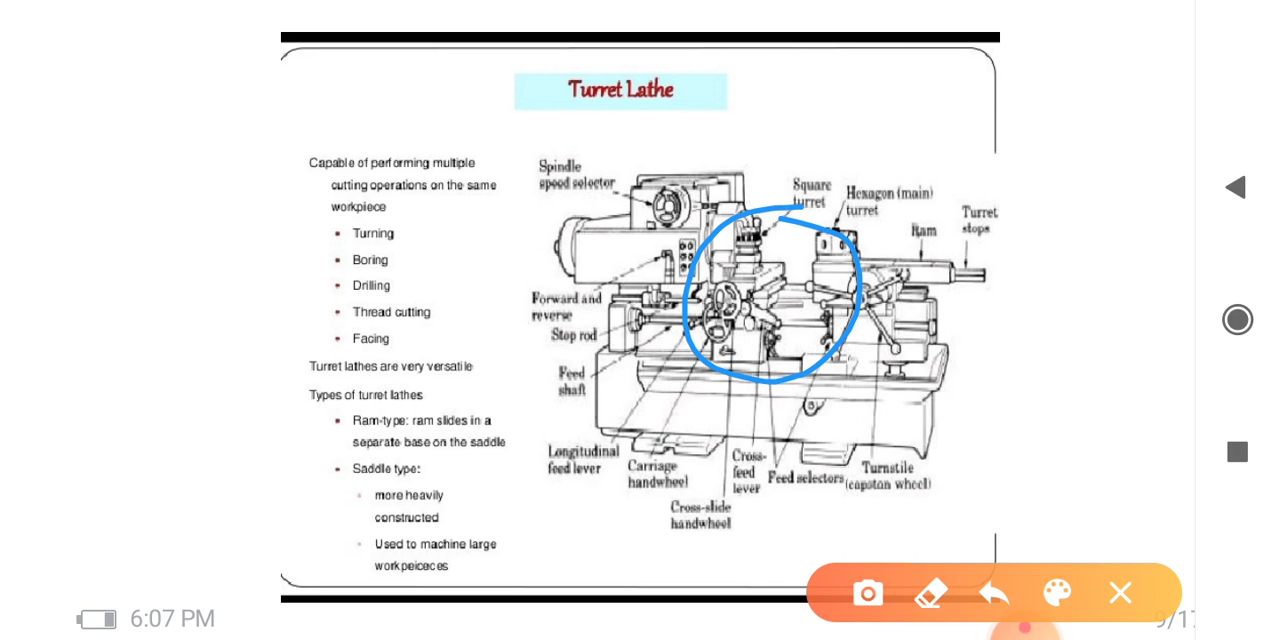 Turret Lathe
Capable of performing multiple
cutting operations on the same
workpiece
• Turning
• Boring
• Drilling
• Thread cutting
• Facing
Turret lathes are very versatile
Types of turret lathes
• Ram-type: ram slides in a
separate base on the saddle
• Saddle type:
more heavily
constructed
Used to machine large
workpeiceces
Spindle
speed selector
Square
turret
Hexagon (main)
turret
Turret
stops
Ram
Forward and
reverse
Stop rod
Feed
shaft
Longitudinal
feed lever
Carriage
handwheel
Cross-slide
handwheel
Cross-
feed
lever
Feed selectors
Turnstile
(capstan wheel)
6:07 PM